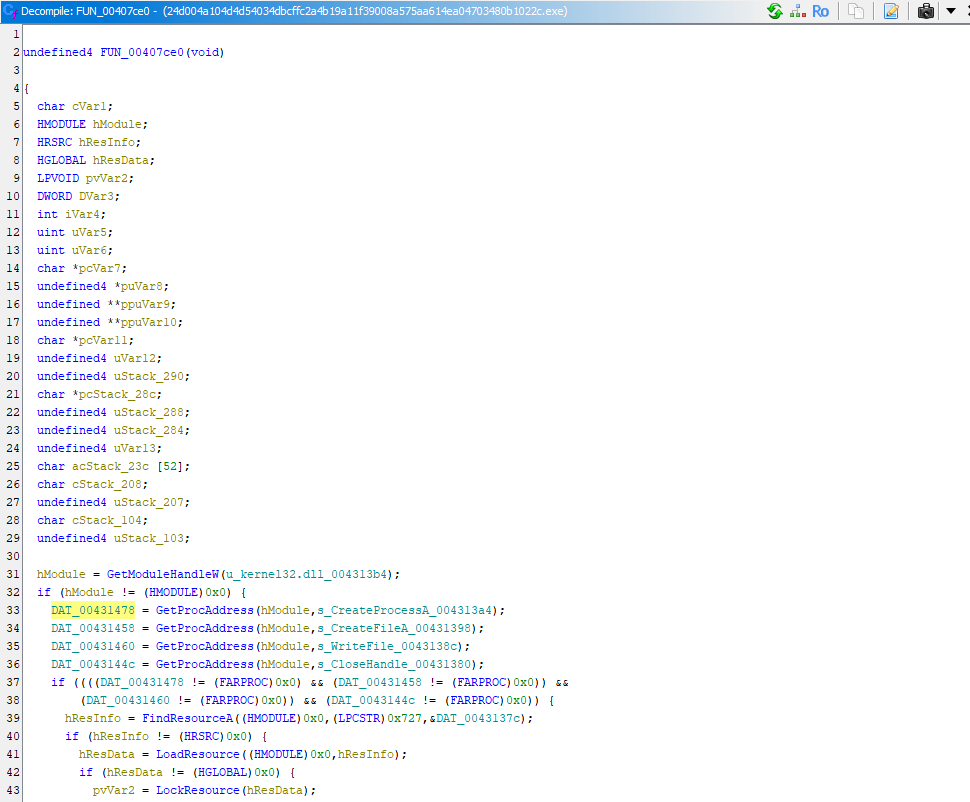 Decompile: FUN_00407ce0 - (24d004a104d4d54034dbcffc2a4b19a11f39008a575aa614ea04703480b1022c.exe)
Ro
1
2 undefined4 FUN_00407ce0(void)
3
4 {
5 char cVar1;
6 HMODULE hModule;
7 HRSRC hResInfo;
8 HGLOBAL hResData;
9 LPVOID pvVar2;
10 DWORD DVar3;
11 int iVar4;
12 uint uVar5;
13 uint uVar6;
14 char *pcVar7;
15 undefined4 *puVar8;
16 undefined **ppuVar9;
17 undefined **ppuVar10;
18 char *pcVar11;
19 undefined4 uVar12;
20 undefined4 uStack_290;
21 char *pcStack_28c;
22 undefined4 uStack_288;
23 undefined4 uStack_284;
24 undefined4 uVar13;
25 char acStack_23c [52];
26 char cStack_208;
27 undefined4 uStack_207;
28 char cStack_104;
29 undefined4 uStack_103;
30
31 hModule = GetModuleHandleW(u_kernel32.dll_004313b4);
32 if (hModule != (HMODULE)0x0) {
33 DAT_00431478 = GetProcAddress(hModule,s_CreateProcessA_004313a4);
34 DAT_00431458 = GetProcAddress(hModule,s_CreateFileA_00431398);
35 DAT_00431460 = GetProcAddress(hModule,s_WriteFile_0043138c);
36 DAT_0043144c = GetProcAddress(hModule,s_CloseHandle_00431380);
37 if ((((DAT_00431478 != (FARPROC)0x0) && (DAT_00431458 != (FARPROC)0x0)) &&
38 (DAT_00431460 != (FARPROC)0x0)) && (DAT_0043144c != (FARPROC)0x0)) {
39 hResInfo = FindResourceA((HMODULE)0x0,(LPCSTR)0x727,&DAT_0043137c);
40 if (hResInfo != (HRSRC)0x0) {
41 hResData = LoadResource((HMODULE)0x0,hResInfo);
42 if (hResData != (HGLOBAL)0x0) {
43 pvVar2 = LockResource(hResData);